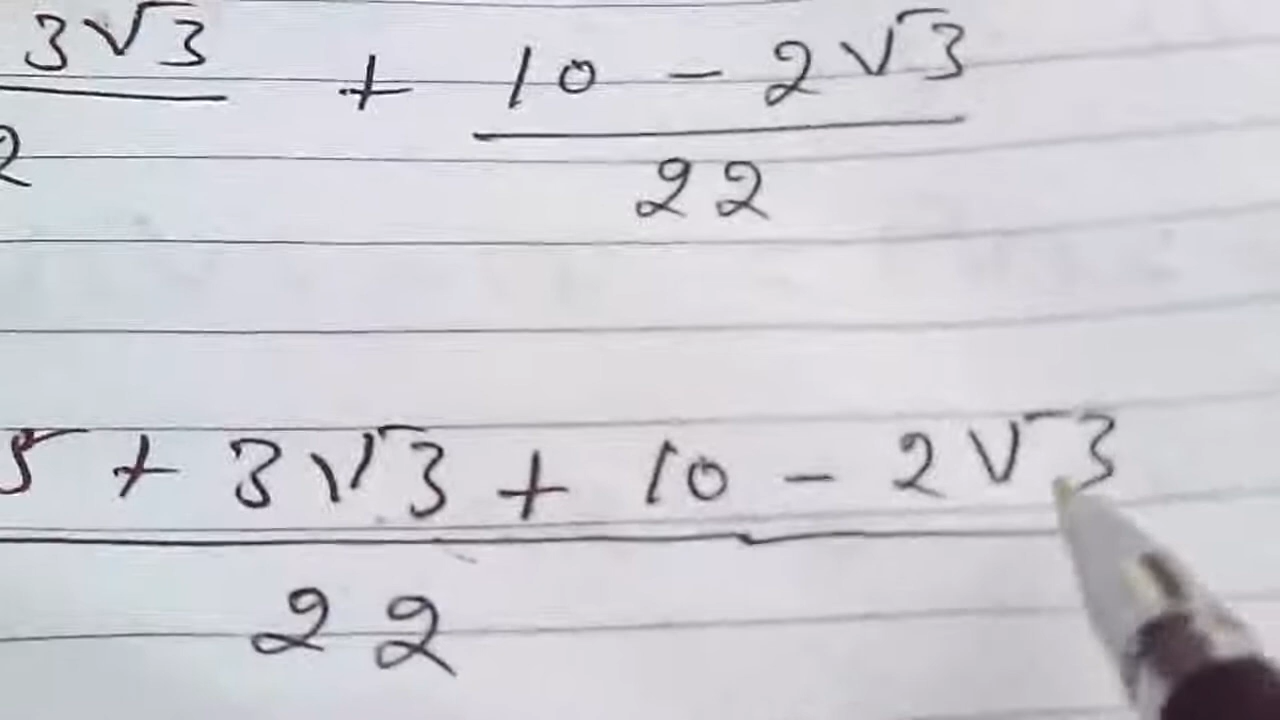 3√3 + 10 - 2√3
2 22
5 + 3√3 + 10 - 2√3
22